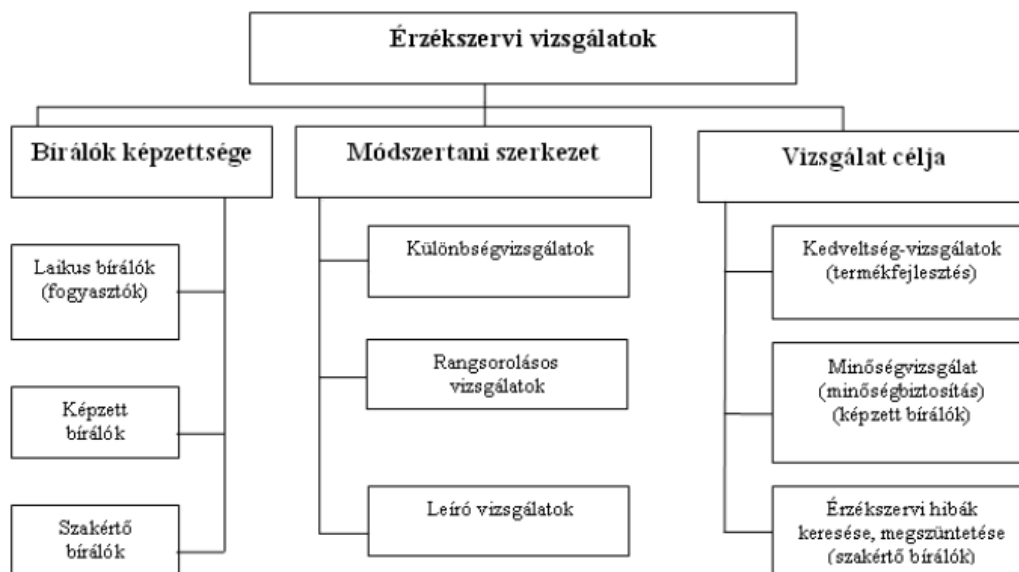 Érzékszervi vizsgálatok
Bírálók képzettsége
Módszertani szerkezet
Vizsgálat célja
Laikus bírálók
(fogyasztók)
Képzett
bírálók
Szakértő
bírálók
Különbségvizsgálatok
Rangsorolásos
vizsgálatok
Leíró vizsgálatok
Kedveltség-vizsgálatok
(termékfejlesztés)
Minőségvizsgálat
(minőségbiztosítás)
(képzett bírálók)
Érzékszervi hibák
keresése, megszüntetése
(szakértő bírálók)